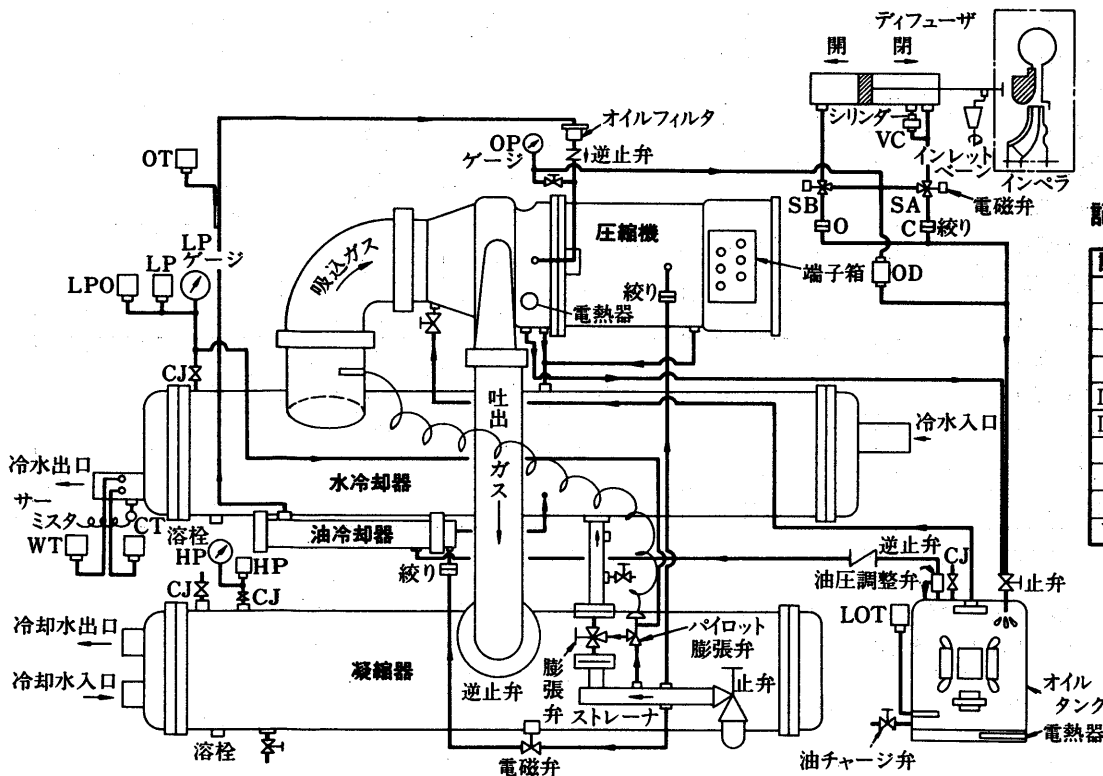 ディフューザ
開
閉
シリンダー
VC
インレット
ベーン
インペラ
オイルフィルタ
OP
ゲージ
逆止弁
OT
SB
SA
電磁弁
O
C
絞り
LP
ゲージ
LP
LPO
吸込ガス
圧縮機
端子箱
OD
絞り
電熱器
CJ
吐出ガス
冷水入口
冷水出口
水冷却器
サー
ミスタ
CT
WT
溶栓
油冷却器
HP
HP
絞り
逆止弁
CJ
油圧調整弁
止弁
CJ
CJ
LOT
冷却水出口
冷却水入口
凝縮器
逆止弁
膨張弁
パイロット
膨張弁
止弁
ストレーナ
オイル
タンク
電熱器
油チャージ弁
溶栓
電磁弁